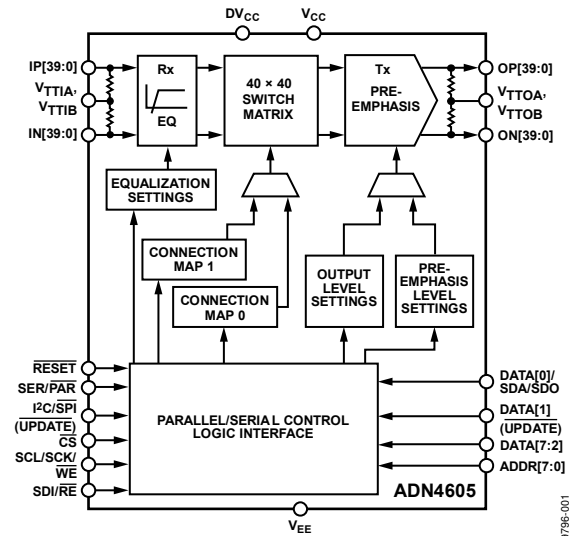 DVCC
VCC
IP[39:0]
VTTIA,
VTTIB
IN[39:0]
Rx
EQ
40 × 40
SWITCH
MATRIX
Tx
PRE-
EMPHASIS
OP[39:0]
VTTOA,
VTTOB
ON[39:0]
EQUALIZATION
SETTINGS
CONNECTION
MAP 1
CONNECTION
MAP 0
OUTPUT
LEVEL
SETTINGS
PRE-
EMPHASIS
LEVEL
SETTINGS
RESET
SER/PAR
I2C/SPI
(UPDATE)
CS
SCL/SCK/
WE
SDI/RE
PARALLEL/SERIAL CONTROL
LOGIC INTERFACE
DATA[0]/
SDA/SDO
DATA[1]
(UPDATE)
DATA[7:2]
ADDR[7:0]
ADN4605
VEE